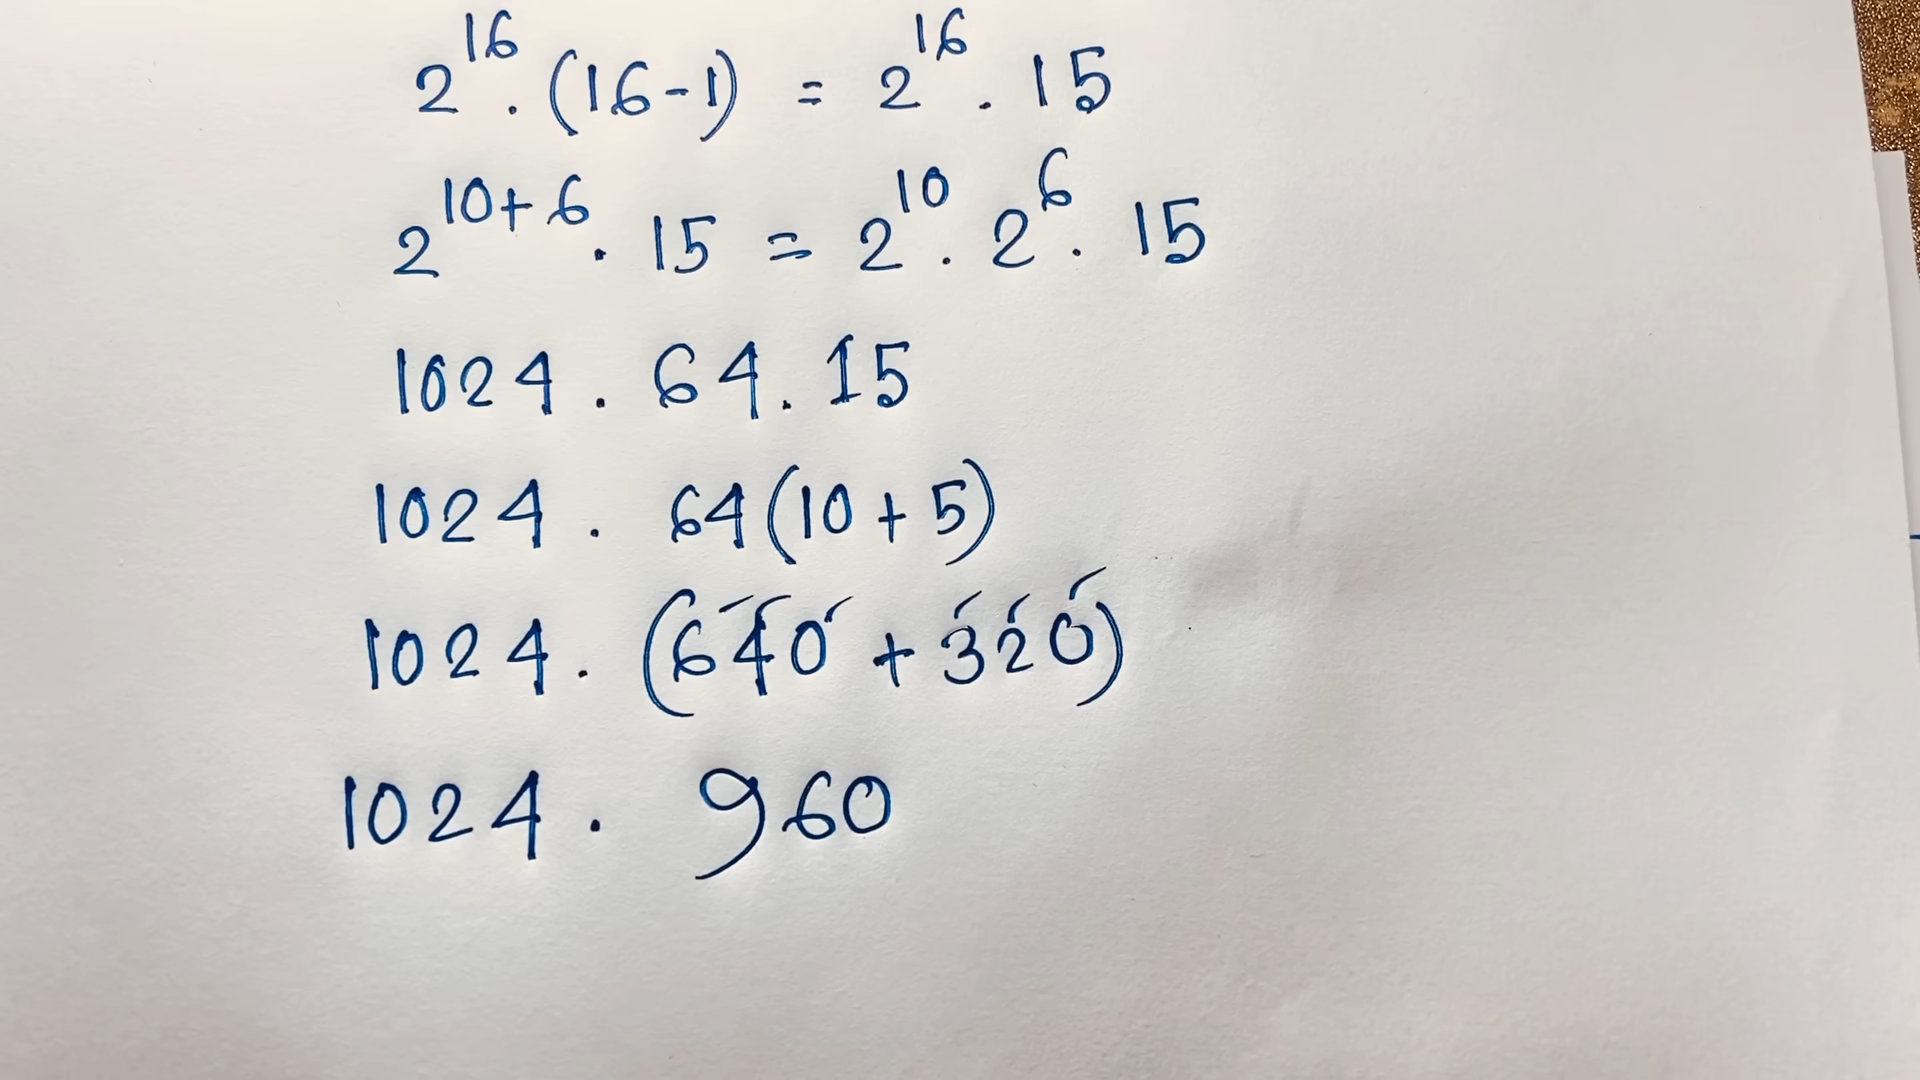 2^16 . (16-1) = 2^16 . 15
2^10+6 . 15 = 2^10 . 2^6 . 15
1024 . 64 . 15
1024 . 64(10+5)
1024 . (640 + 320)
1024 . 960